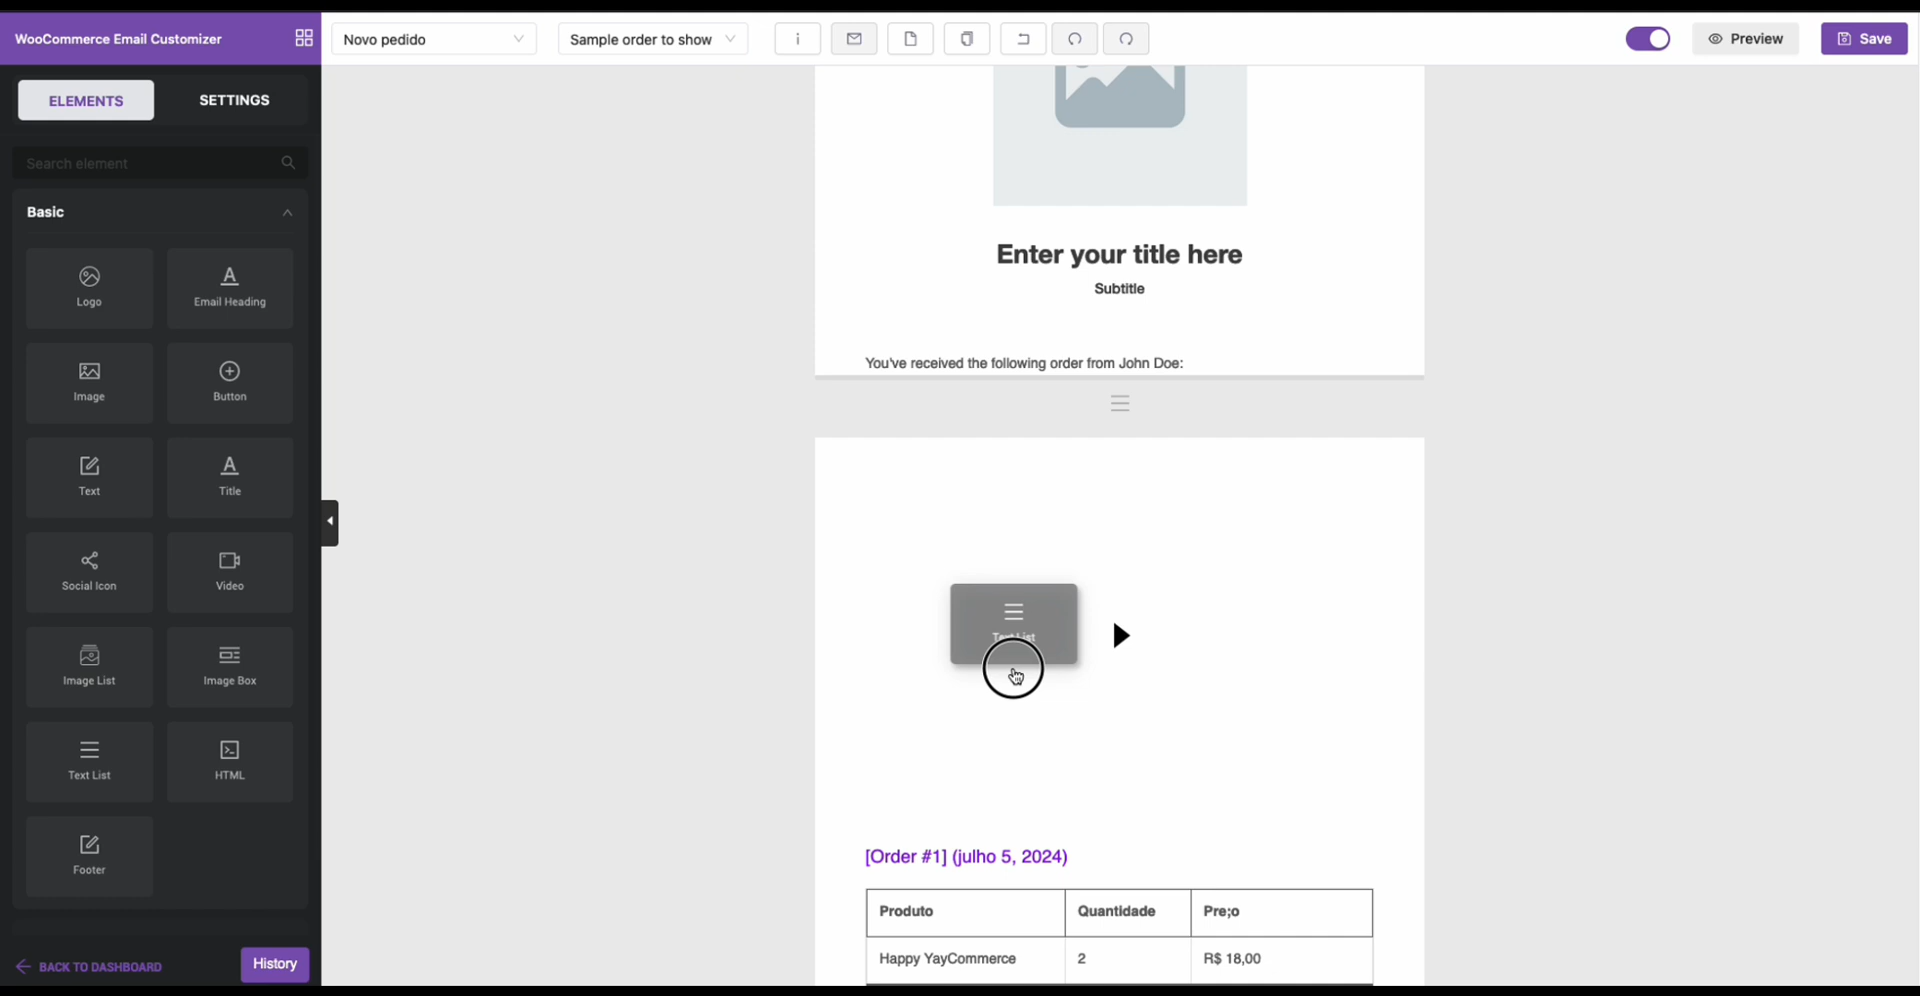 WooCommerce Email Customizer
Novo pedido
Sample order to show
Preview
Save
ELEMENTS
SETTINGS
Search element
Basic
Logo
Email Heading
Image
Button
Text
Title
Social Icon
Video
Image List
Image Box
Text List
HTML
Footer
BACK TO DASHBOARD
History
Enter your title here
Subtitle
You've received the following order from John Doe:
Text List
[Order #1] (julho 5, 2024)
Produto Quantidade Pre;o
Happy YayCommerce 2 R$ 18,00